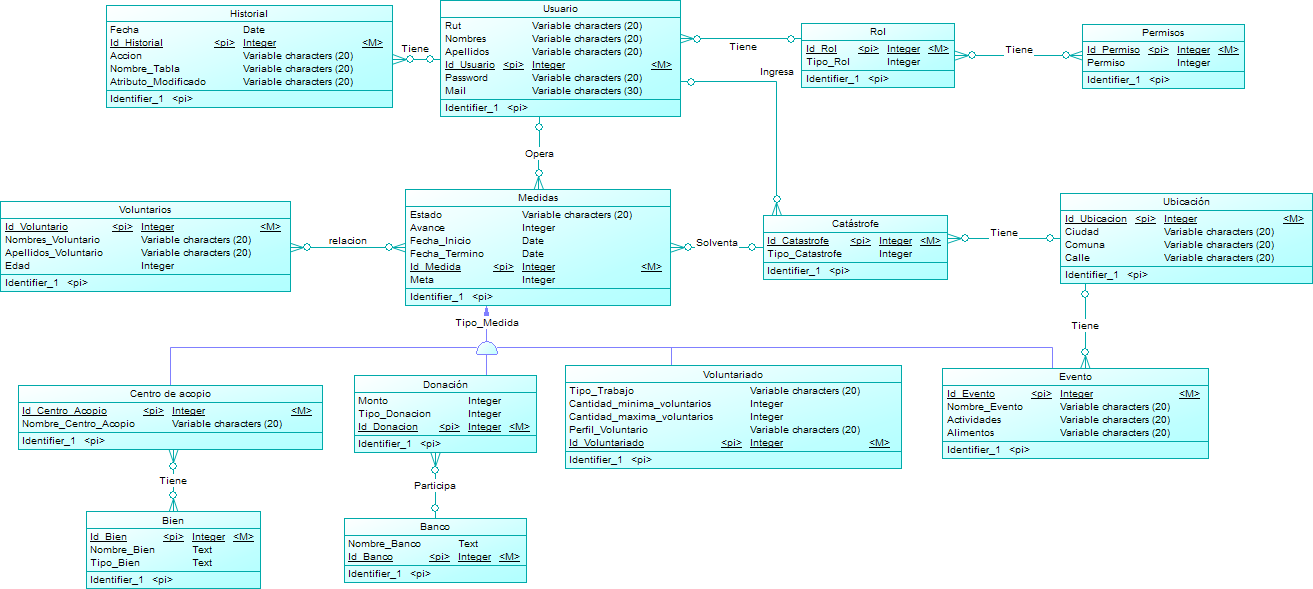 Historial
Fecha Date
Id_Historial <pi> Integer <M>
Accion Variable characters (20)
Nombre_Tabla Variable characters (20)
Atributo_Modificado Variable characters (20)
Identifier_1 <pi>
Tiene
Usuario
Rut Variable characters (20)
Nombres Variable characters (20)
Apellidos Variable characters (20)
Id_Usuario <pi> Integer <M>
Password Variable characters (20)
Mail Variable characters (30)
Identifier_1 <pi>
Tiene
Ingresa
Rol
Id_Rol <pi> Integer <M>
Tipo_Rol Integer
Identifier_1 <pi>
Tiene
Permisos
Id_Permiso <pi> Integer <M>
Permiso Integer
Identifier_1 <pi>
Opera
Voluntarios
Id_Voluntario <pi> Integer <M>
Nombres_Voluntario Variable characters (20)
Apellidos_Voluntario Variable characters (20)
Edad Integer
Identifier_1 <pi>
relacion
Medidas
Estado Variable characters (20)
Avance Integer
Fecha_Inicio Date
Fecha_Termino Date
Id_Medida <pi> Integer <M>
Meta Integer
Identifier_1 <pi>
Solventa
Catástrofe
Id_Catastrofe <pi> Integer <M>
Tipo_Catastrofe Integer
Identifier_1 <pi>
Tiene
Ubicación
Id_Ubicacion <pi> Integer <M>
Ciudad Variable characters (20)
Comuna Variable characters (20)
Calle Variable characters (20)
Identifier_1 <pi>
Tipo_Medida
Tiene
Centro de acopio
Id_Centro_Acopio <pi> Integer <M>
Nombre_Centro_Acopio Variable characters (20)
Identifier_1 <pi>
Donación
Monto Integer
Tipo_Donacion Integer
Id_Donacion <pi> Integer <M>
Identifier_1 <pi>
Voluntariado
Tipo_Trabajo Variable characters (20)
Cantidad_minima_voluntarios Integer
Cantidad_maxima_voluntarios Integer
Perfil_Voluntario Variable characters (20)
Id_Voluntariado <pi> Integer <M>
Identifier_1 <pi>
Evento
Id_Evento <pi> Integer <M>
Nombre_Evento Variable characters (20)
Actividades Variable characters (20)
Alimentos Variable characters (20)
Identifier_1 <pi>
Tiene
Participa
Bien
Id_Bien <pi> Integer <M>
Nombre_Bien Text
Tipo_Bien Text
Identifier_1 <pi>
Banco
Nombre_Banco Text
Id_Banco <pi> Integer <M>
Identifier_1 <pi>